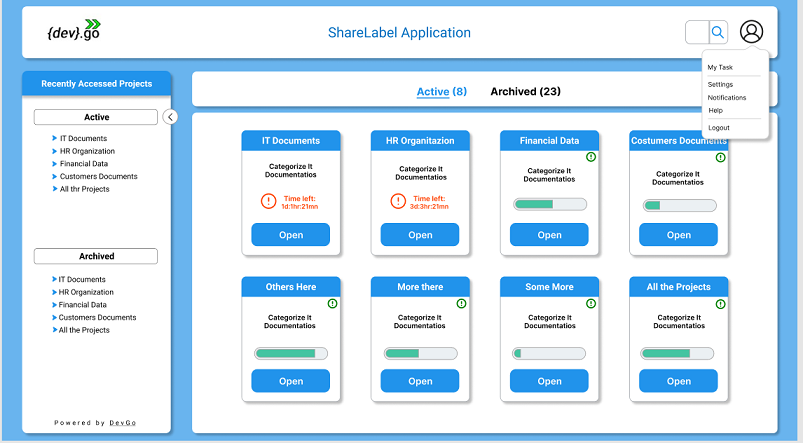 {dev}.go
ShareLabel Application
My Task
Settings
Notifications
Help
Logout
Recently Accessed Projects
Active
IT Documents
HR Organization
Financial Data
Customers Documents
All thr Projects
Archived
IT Documents
HR Organization
Financial Data
Customers Documents
All the Projects
Powered by DevGo
Active (8)
Archived (23)
IT Documents
Categorize It
Documentatios
Time left:
1d:1hr:21mn
Open
HR Organitazion
Categorize It
Documentatios
Time left:
3d:3hr:21mn
Open
Financial Data
Categorize It
Documentatios
Open
Costumers Documents
Categorize It
Documentatios
Open
Others Here
Categorize It
Documentatios
Open
More there
Categorize It
Documentatios
Open
Some More
Categorize It
Documentatios
Open
All the Projects
Categorize It
Documentatios
Open